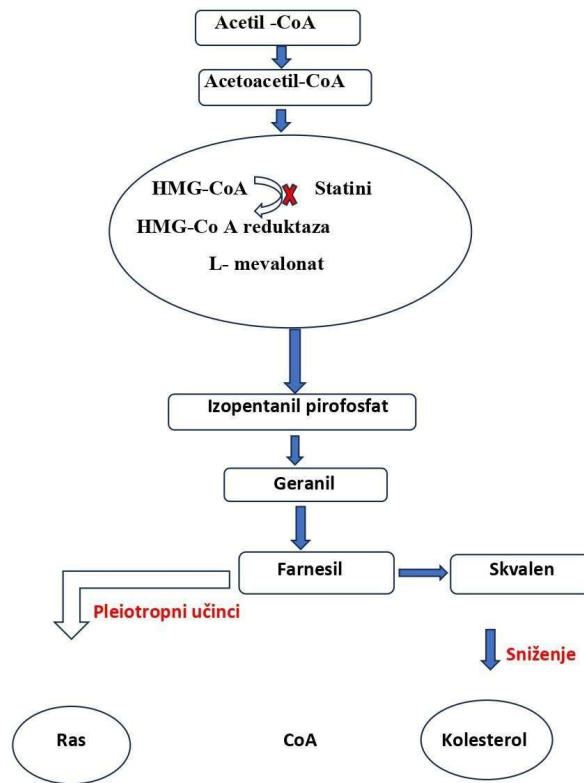 Acetil -CoA
Acetoacetil-CoA
HMG-CoA Statini
HMG-Co A reduktaza
L- mevalonat
Izopentanil pirofosfat
Geranil
Farnesil Skvalen
Pleiotropni učinci
Sniženje
Ras CoA Kolesterol